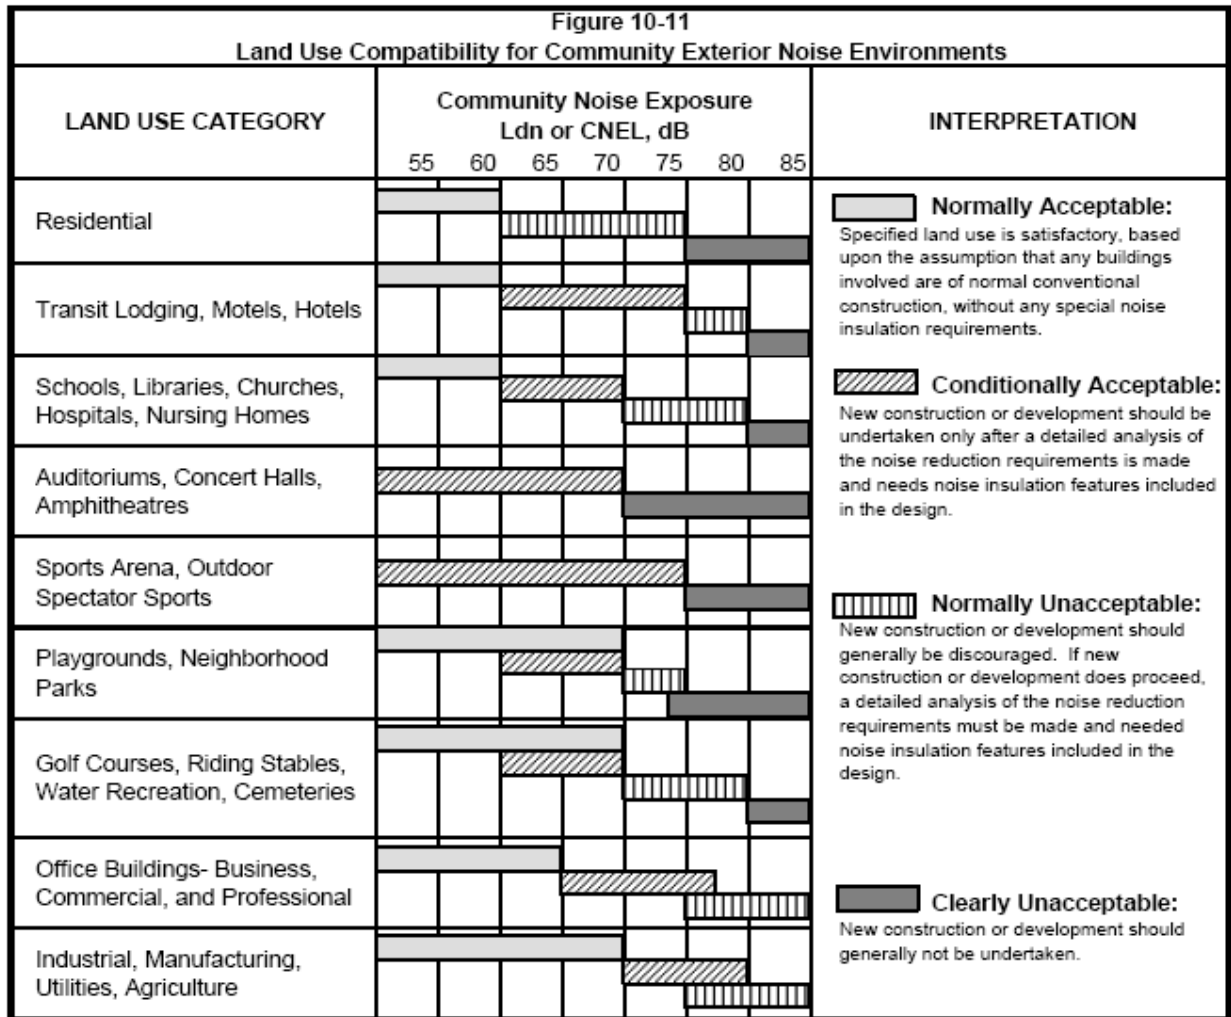 Figure 10-11
Land Use Compatibility for Community Exterior Noise Environments
LAND USE CATEGORY
Community Noise Exposure
Ldn or CNEL, dB
55 60 65 70 75 80 85
INTERPRETATION
Residential
Transit Lodging, Motels, Hotels
Schools, Libraries, Churches,
Hospitals, Nursing Homes
Auditoriums, Concert Halls,
Amphitheatres
Sports Arena, Outdoor
Spectator Sports
Playgrounds, Neighborhood
Parks
Golf Courses, Riding Stables,
Water Recreation, Cemeteries
Office Buildings- Business,
Commercial, and Professional
Industrial, Manufacturing,
Utilities, Agriculture
Normally Acceptable:
Specified land use is satisfactory, based
upon the assumption that any buildings
involved are of normal conventional
construction, without any special noise
insulation requirements.
Conditionally Acceptable:
New construction or development should be
undertaken only after a detailed analysis of
the noise reduction requirements is made
and needs noise insulation features included
in the design.
Normally Unacceptable:
New construction or development should
generally be discouraged. If new
construction or development does proceed,
a detailed analysis of the noise reduction
requirements must be made and needed
noise insulation features included in the
design.
Clearly Unacceptable:
New construction or development should
generally not be undertaken.